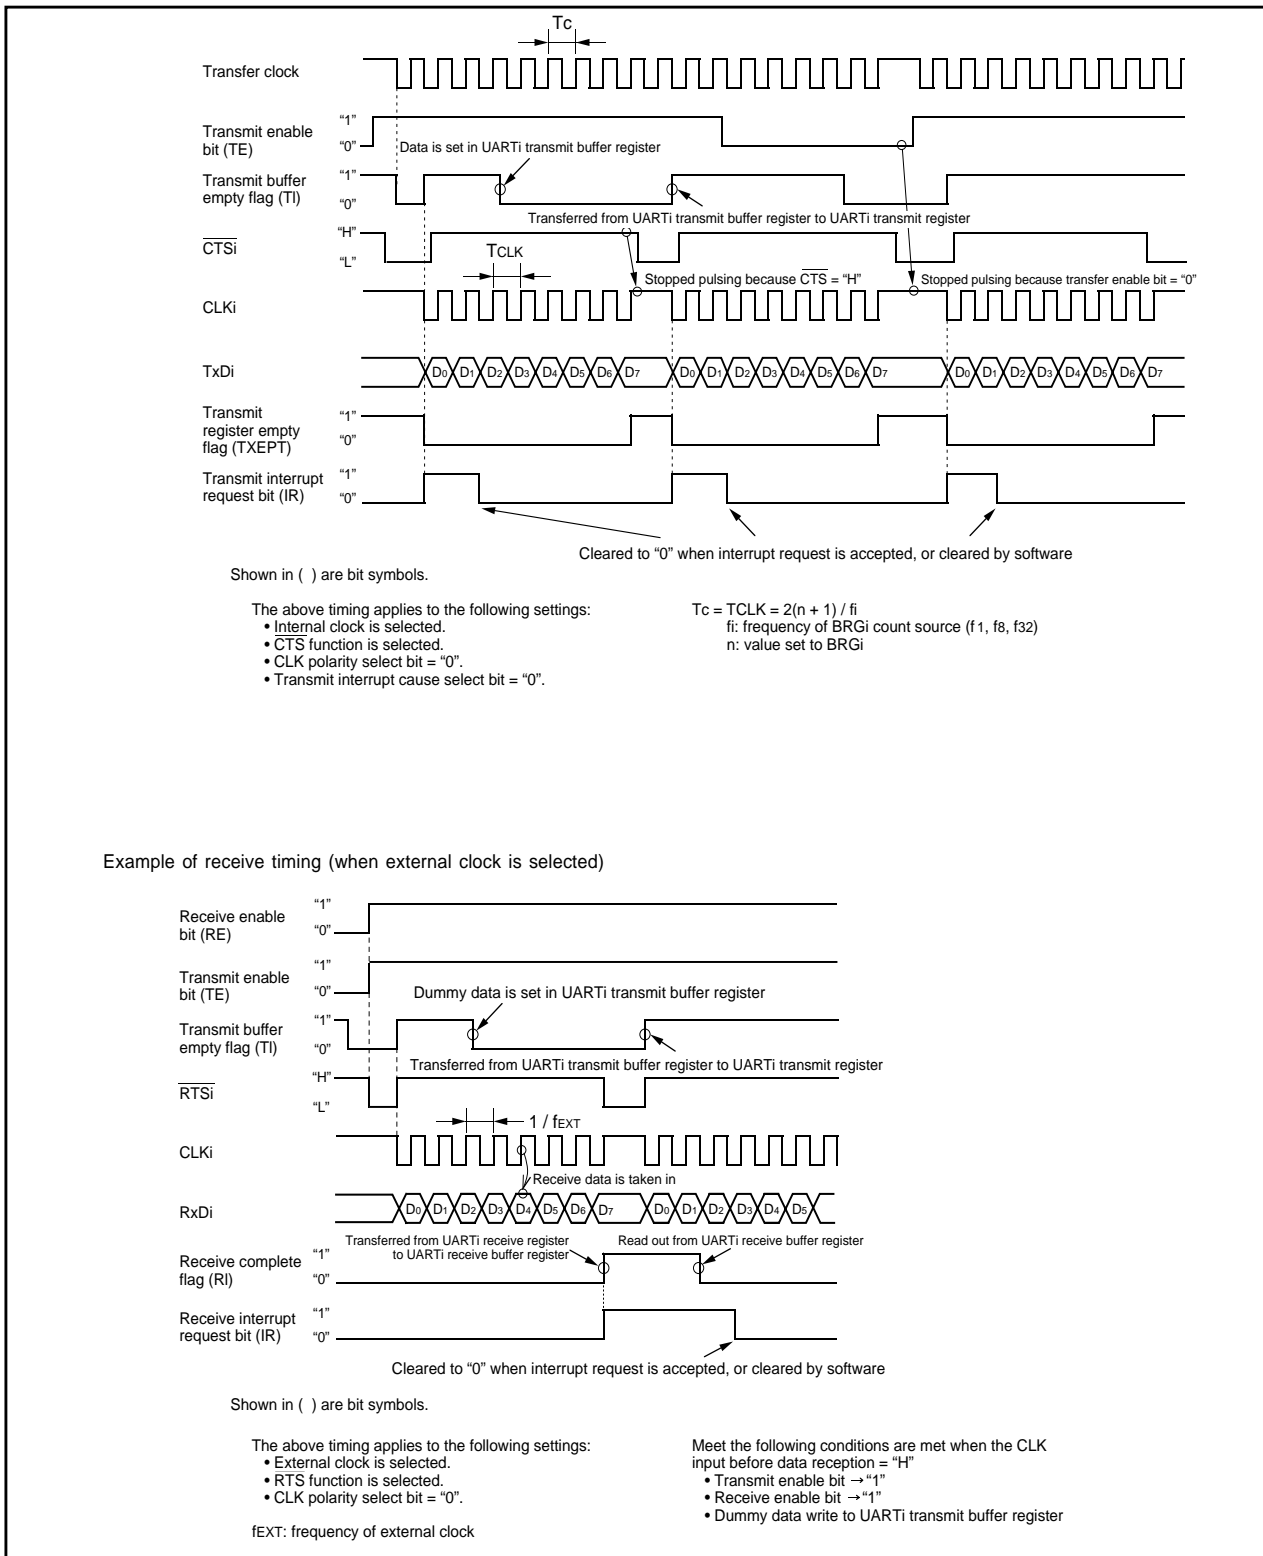 Tc
Transfer clock
Transmit enable
bit (TE)
“1”
“0”
Data is set in UARTi transmit buffer register
Transmit buffer
empty flag (TI)
“1”
“0”
Transferred from UARTi transmit buffer register to UARTi transmit register
CTSi
“H”
“L”
TCLK
Stopped pulsing because CTS = “H”
Stopped pulsing because transfer enable bit = “0”
CLKi
TxDi
D0 D1 D2 D3 D4 D5 D6 D7 D0 D1 D2 D3 D4 D5 D6 D7 D0 D1 D2 D3 D4 D5 D6 D7
Transmit
register empty
flag (TXEPT)
“1”
“0”
Transmit interrupt
request bit (IR)
“1”
“0”
Cleared to “0” when interrupt request is accepted, or cleared by software
Shown in ( ) are bit symbols.
The above timing applies to the following settings:
• Internal clock is selected.
• CTS function is selected.
• CLK polarity select bit = “0”.
• Transmit interrupt cause select bit = “0”.
Tc = TCLK = 2(n + 1) / fi
fi: frequency of BRGi count source (f1, f8, f32)
n: value set to BRGi
Example of receive timing (when external clock is selected)
Receive enable
bit (RE)
“1”
“0”
Transmit enable
bit (TE)
“1”
“0”
Dummy data is set in UARTi transmit buffer register
Transmit buffer
empty flag (TI)
“1”
“0”
Transferred from UARTi transmit buffer register to UARTi transmit register
RTSi
“H”
“L”
1 / fEXT
CLKi
Receive data is taken in
RxDi
D0 D1 D2 D3 D4 D5 D6 D7 D0 D1 D2 D3 D4 D5
Transferred from UARTi receive register
to UARTi receive buffer register
Read out from UARTi receive buffer register
Receive complete
flag (RI)
“1”
“0”
Receive interrupt
request bit (IR)
“1”
“0”
Cleared to “0” when interrupt request is accepted, or cleared by software
Shown in ( ) are bit symbols.
The above timing applies to the following settings:
• External clock is selected.
• RTS function is selected.
• CLK polarity select bit = “0”.
fEXT: frequency of external clock
Meet the following conditions are met when the CLK
input before data reception = “H”
• Transmit enable bit → “1”
• Receive enable bit → “1”
• Dummy data write to UARTi transmit buffer register